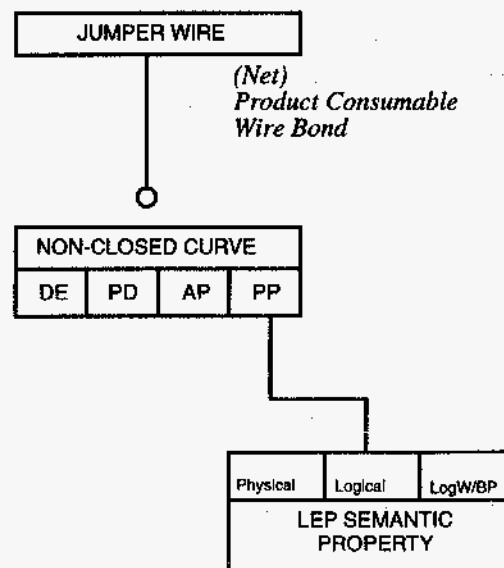 JUMPER WIRE
(Net)
Product Consumable
Wire Bond
NON-CLOSED CURVE
DE PD AP PP
Physical Logical LogW/BP
LEP SEMANTIC
PROPERTY